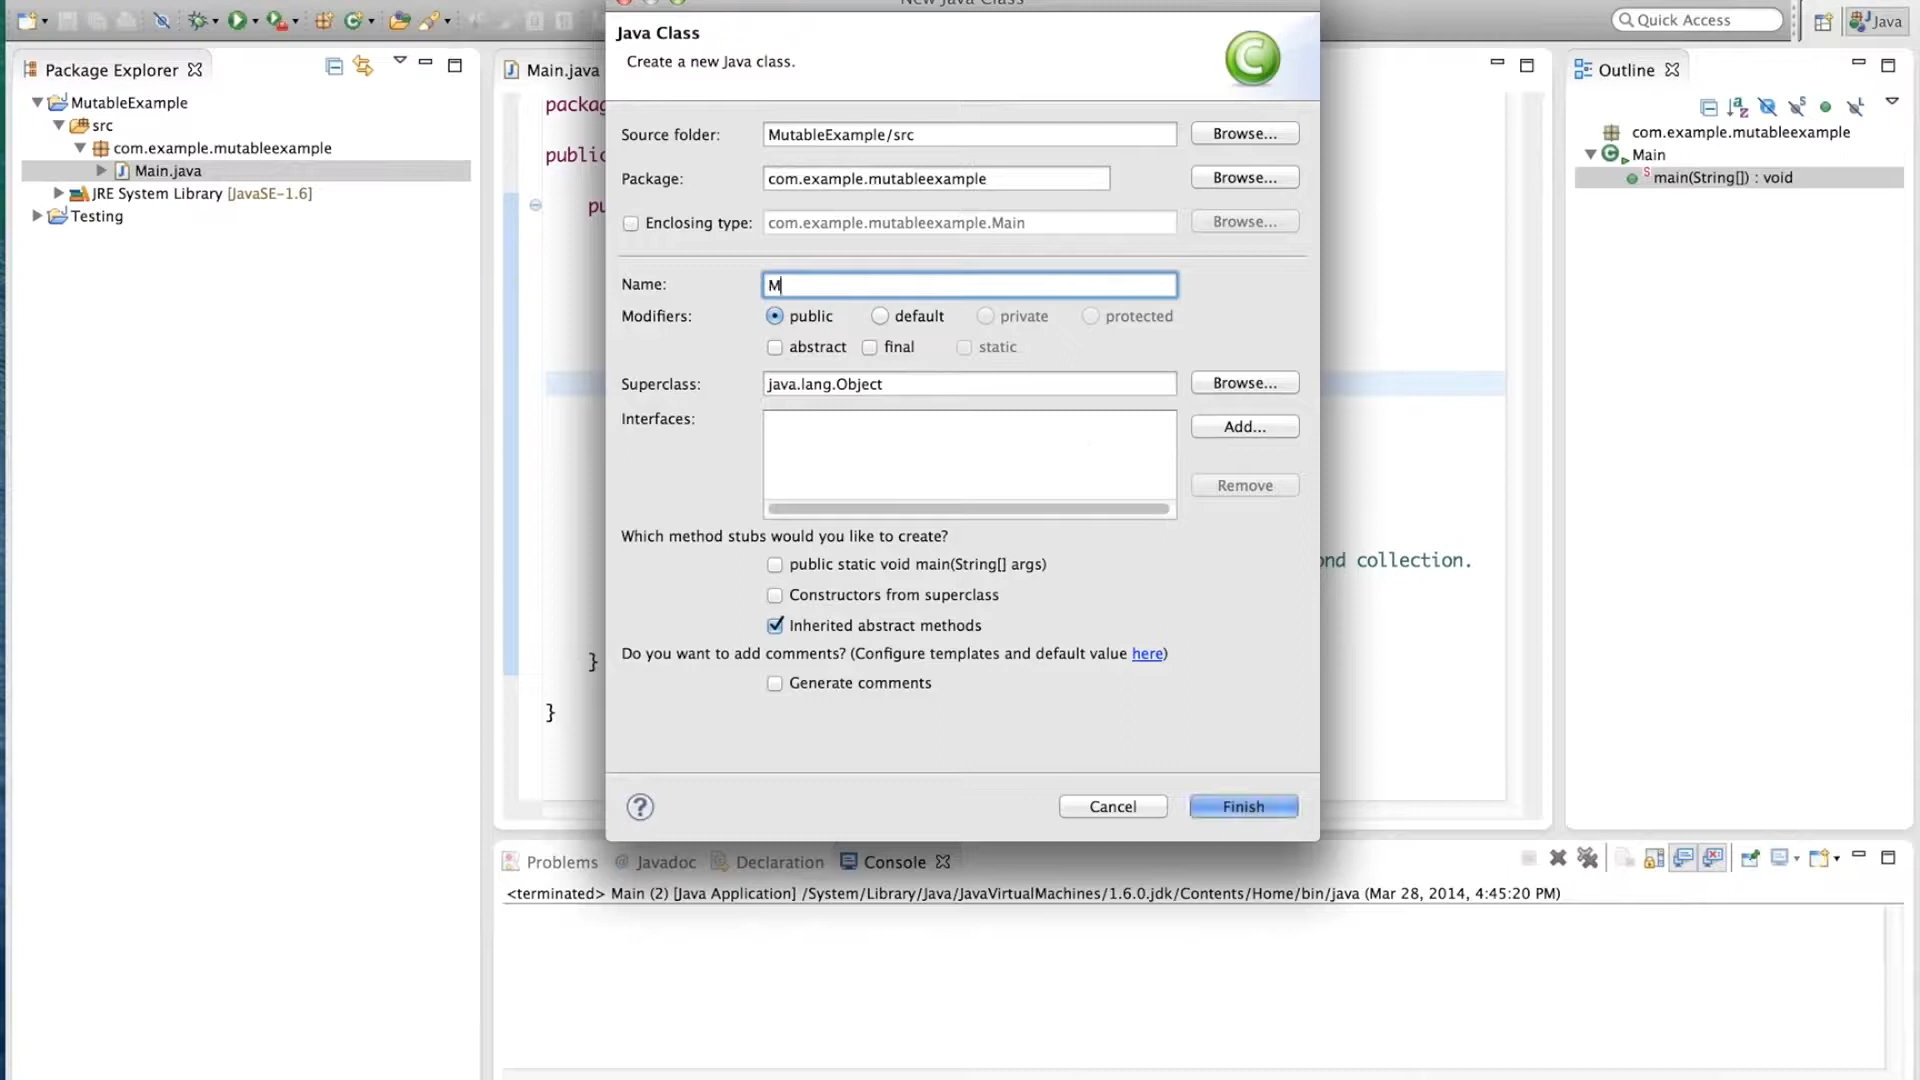 New Java Class
Quick Access
Java
Package Explorer
MutableExample
src
com.example.mutableexample
Main.java
JRE System Library [JavaSE-1.6]
Testing
Main.java
public
}
}
Java Class
Create a new Java class.
Source folder: MutableExample/src Browse...
Package: com.example.mutableexample Browse...
Enclosing type: com.example.mutableexample.Main Browse...
Name: M
Modifiers: public default private protected
abstract final static
Superclass: java.lang.Object Browse...
Interfaces: Add...
Remove
Which method stubs would you like to create?
public static void main(String[] args)
Constructors from superclass
Inherited abstract methods
Do you want to add comments? (Configure templates and default value here)
Generate comments
? Cancel Finish
collection.
Outline
com.example.mutableexample
Main
main(String[]) : void
Problems Javadoc Declaration Console
<terminated> Main (2) [Java Application] /System/Library/Java/JavaVirtualMachines/1.6.0.jdk/Contents/Home/bin/java (Mar 28, 2014, 4:45:20 PM)